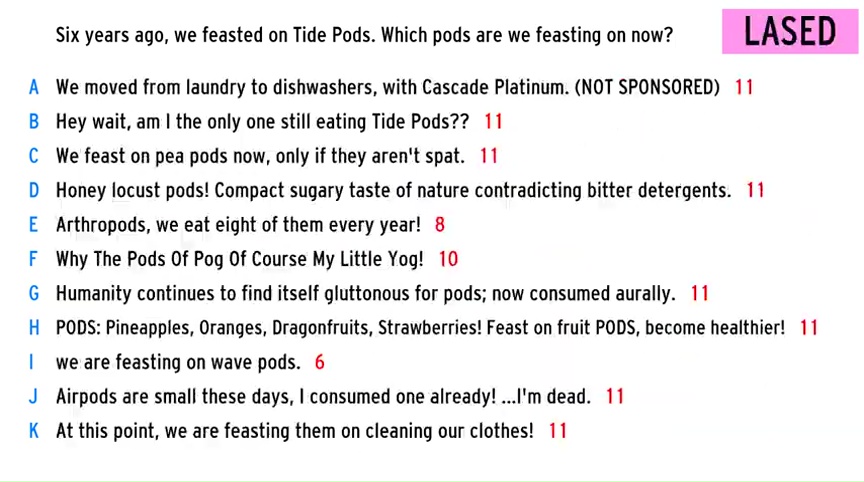 Six years ago, we feasted on Tide Pods. Which pods are we feasting on now?
LASED
A We moved from laundry to dishwashers, with Cascade Platinum. (NOT SPONSORED) 11
B Hey wait, am I the only one still eating Tide Pods?? 11
C We feast on pea pods now, only if they aren't spat. 11
D Honey locust pods! Compact sugary taste of nature contradicting bitter detergents. 11
E Arthropods, we eat eight of them every year! 8
F Why The Pods Of Pog Of Course My Little Yog! 10
G Humanity continues to find itself gluttonous for pods; now consumed aurally. 11
H PODS: Pineapples, Oranges, Dragonfruits, Strawberries! Feast on fruit PODS, become healthier! 11
I we are feasting on wave pods. 6
J Airpods are small these days, I consumed one already! ...I'm dead. 11
K At this point, we are feasting them on cleaning our clothes! 11